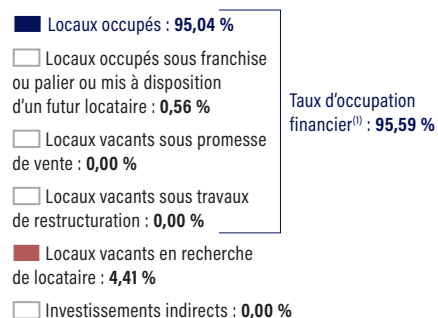 Locaux occupés : 95,04 %
Locaux occupés sous franchise
ou palier ou mis à disposition
d'un futur locataire : 0,56 %
Locaux vacants sous promesse
de vente : 0,00 %
Locaux vacants sous travaux
de restructuration : 0,00 %
Taux d'occupation
financier(1) : 95,59 %
Locaux vacants en recherche
de locataire : 4,41 %
Investissements indirects : 0,00 %